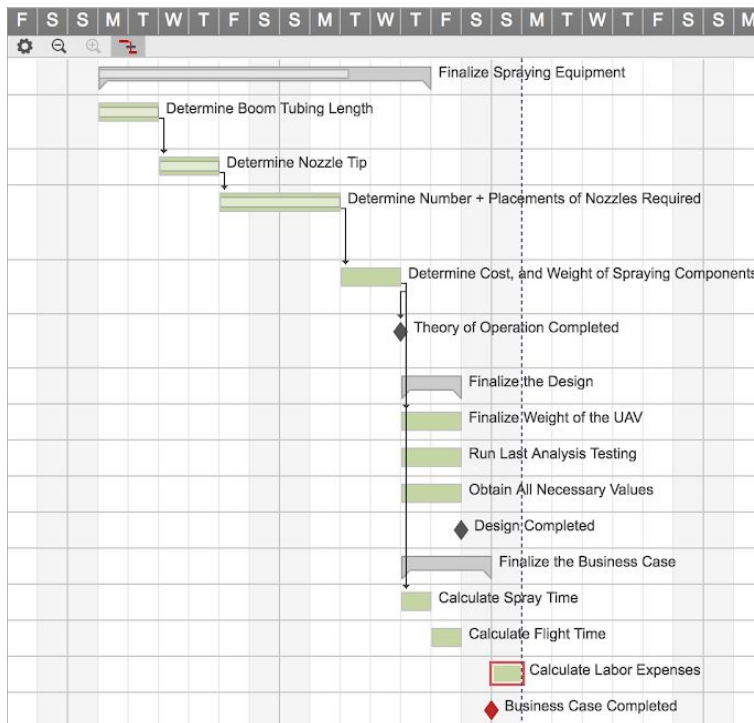 F S S M T W T F S S M T W T F S S M T W T F S S M
Finalize Spraying Equipment
Determine Boom Tubing Length
Determine Nozzle Tip
Determine Number + Placements of Nozzles Required
Determine Cost, and Weight of Spraying Components
Theory of Operation Completed
Finalize the Design
Finalize Weight of the UAV
Run Last Analysis Testing
Obtain All Necessary Values
Design Completed
Finalize the Business Case
Calculate Spray Time
Calculate Flight Time
Calculate Labor Expenses
Business Case Completed